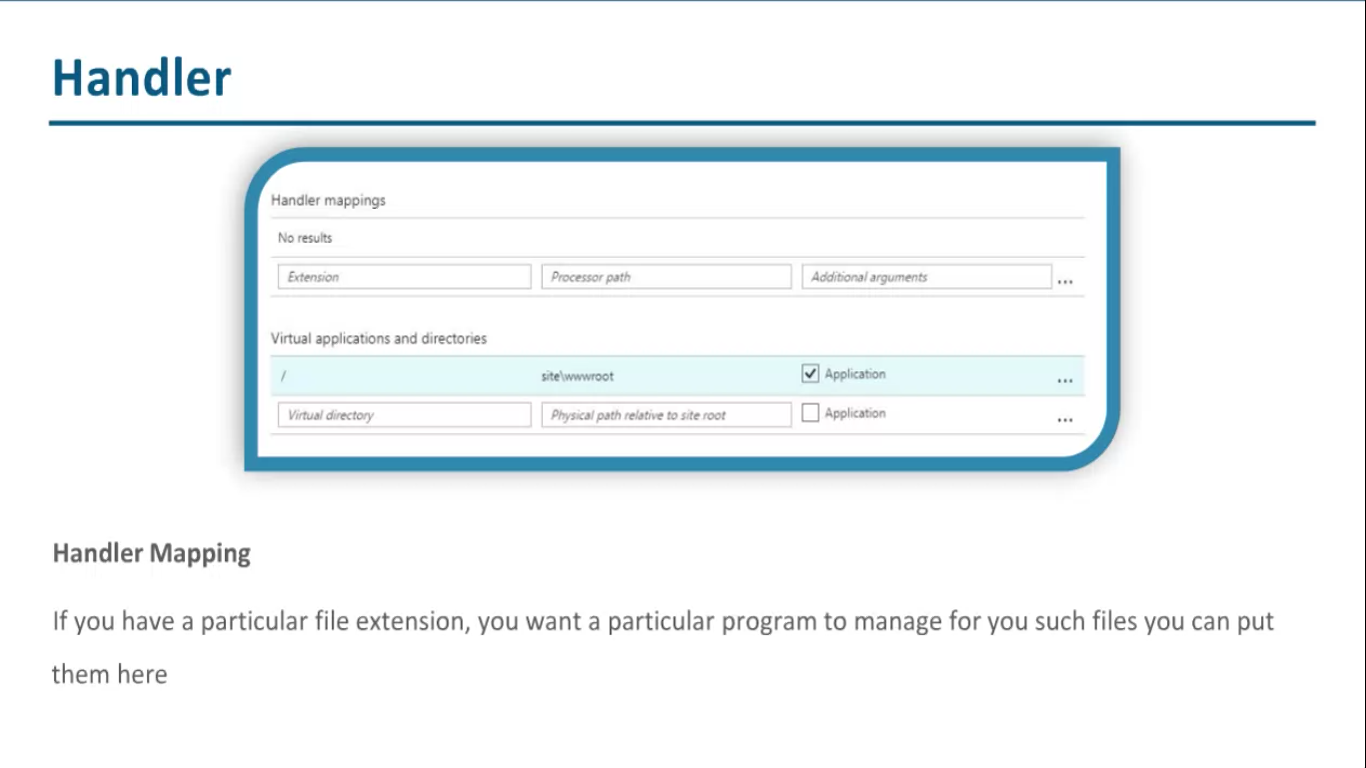 Handler
Handler mappings
No results
Extension Processor path Additional arguments ...
Virtual applications and directories
/ site\wwwroot Application ...
Virtual directory Physical path relative to site root Application ...
Handler Mapping
If you have a particular file extension, you want a particular program to manage for you such files you can put
them here